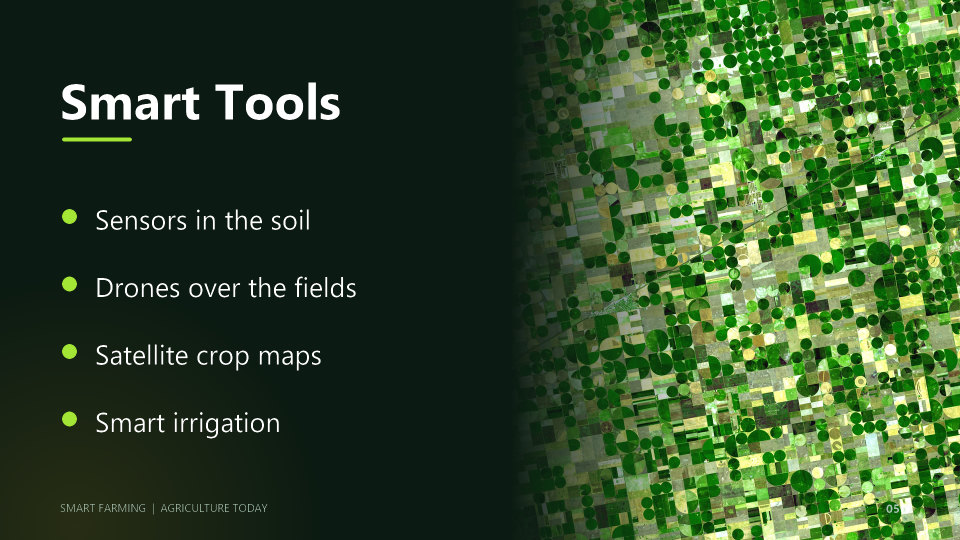 Smart Tools
Sensors in the soil
Drones over the fields
Satellite crop maps
Smart irrigation
SMART FARMING | AGRICULTURE TODAY
05